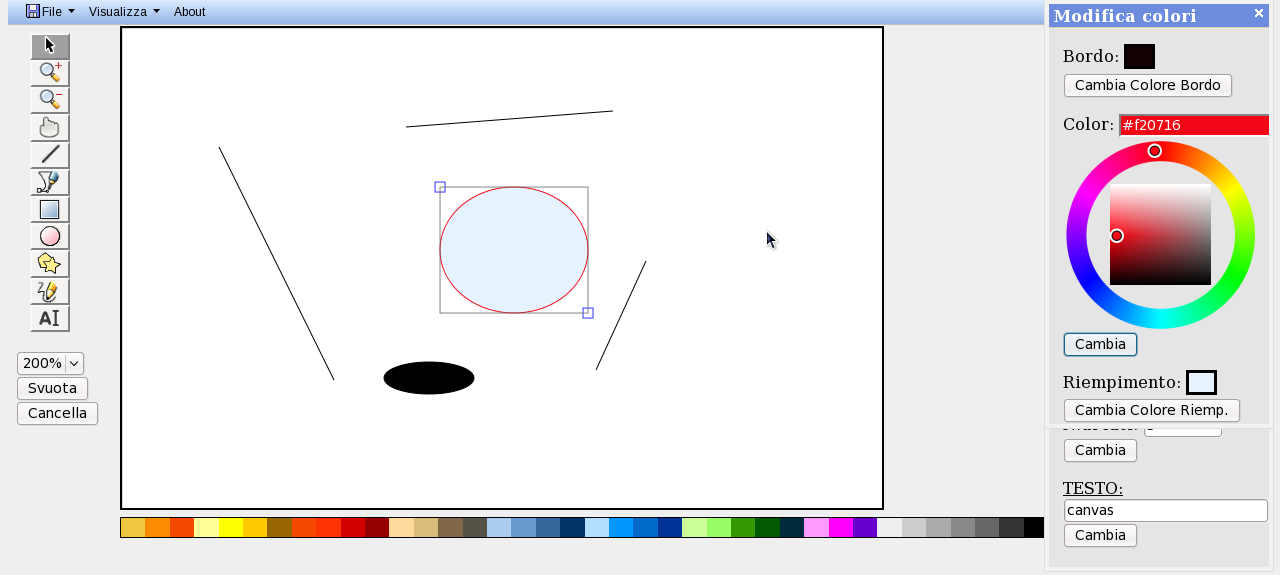 File Visualizza About
Modifica colori ×
Bordo:
Cambia Colore Bordo
Color: #f20716
Cambia
Riempimento:
Cambia Colore Riemp.
Cambia
TESTO:
canvas
Cambia
AI
200%
Svuota
Cancella